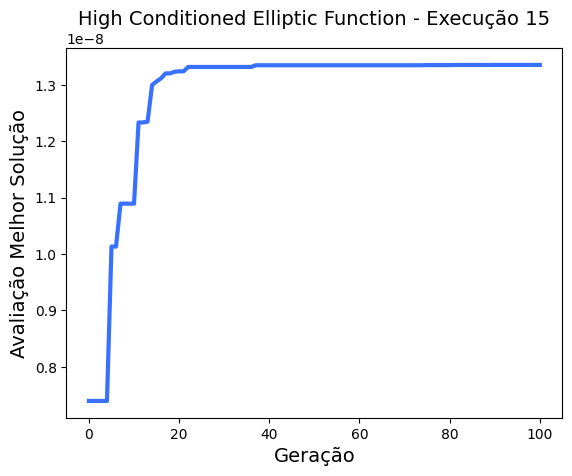 High Conditioned Elliptic Function - Execução 15
1e−8
1.3
1.2
1.1
1.0
0.9
0.8
Avaliação Melhor Solução
0 20 40 60 80 100
Geração